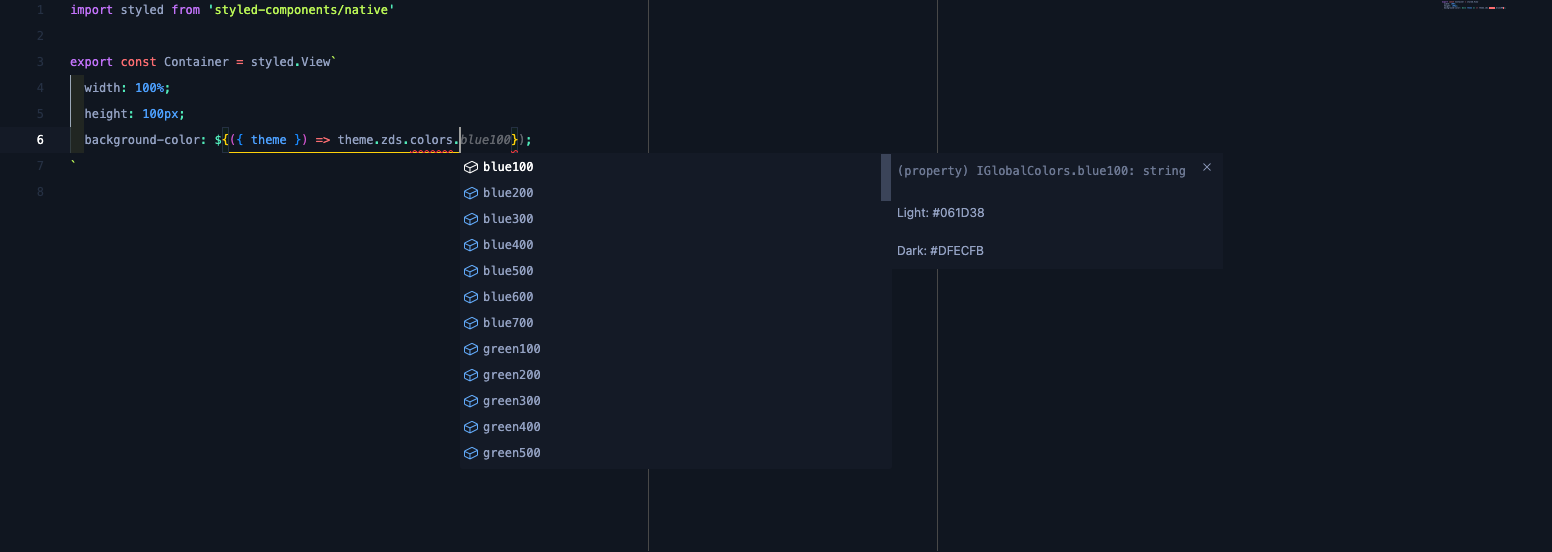 1 import styled from 'styled-components/native'
2
3 export const Container = styled.View`
4 width: 100%;
5 height: 100px;
6 background-color: ${({ theme }) => theme.zds.colors.blue100});
7 `
8
blue100
(property) IGlobalColors.blue100: string
blue200
Light: #061D38
blue300
Dark: #DFECFB
blue400
blue500
blue600
blue700
green100
green200
green300
green400
green500